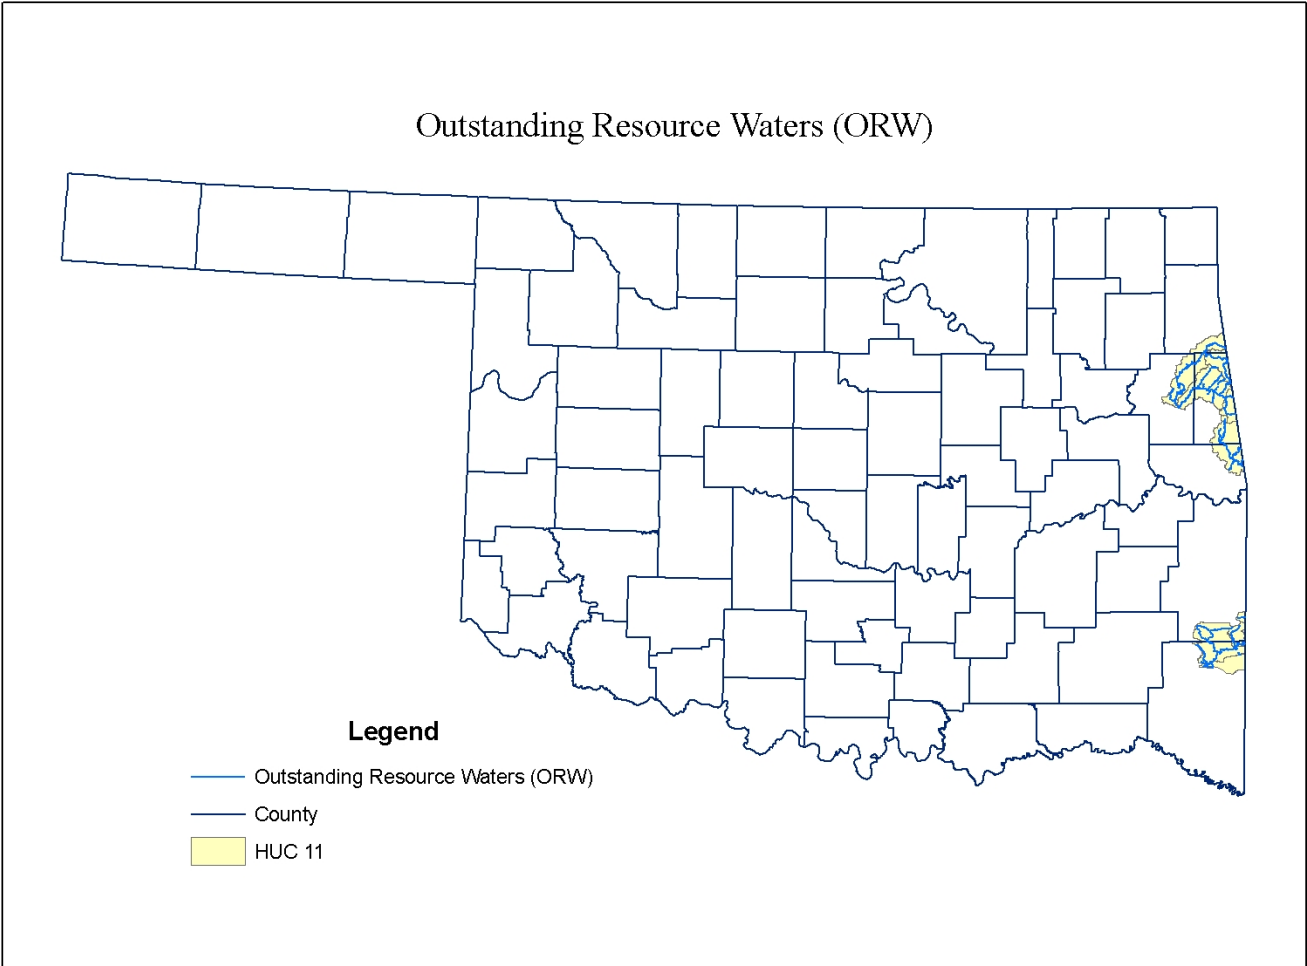 Outstanding Resource Waters (ORW)
Legend
Outstanding Resource Waters (ORW)
County
HUC 11